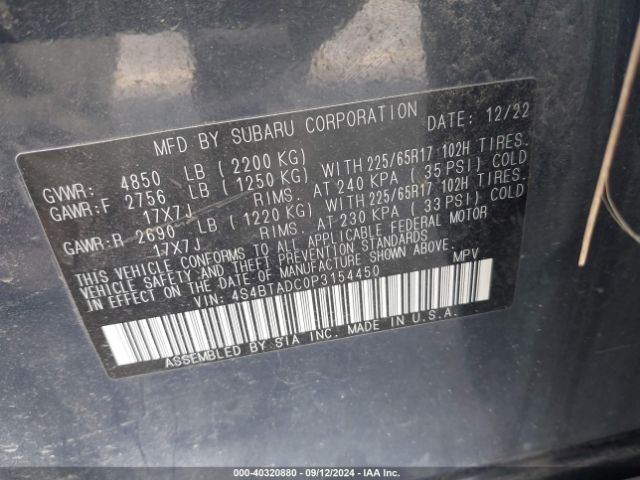 MFD BY SUBARU CORPORATION DATE: 12/22
GVWR: 4850 LB (2200 KG)
GAWR:F 2756 LB (1250 KG) WITH 225/65R17 102H TIRES.
17X7J RIMS. AT 240 KPA (35 PSI) COLD
GAWR:R 2690 LB (1220 KG) WITH 225/65R17 102H TIRES.
17X7J RIMS. AT 230 KPA (33 PSI) COLD
THIS VEHICLE CONFORMS TO ALL APPLICABLE FEDERAL MOTOR
VEHICLE SAFETY AND THEFT PREVENTION STANDARDS
IN EFFECT ON THE DATE OF MANUFACTURE SHOWN ABOVE.
VIN: 4S4BTADC0P3154450 MPV
ASSEMBLED BY SIA INC. MADE IN U.S.A.
000-40320880 - 09/12/2024 - IAA Inc.